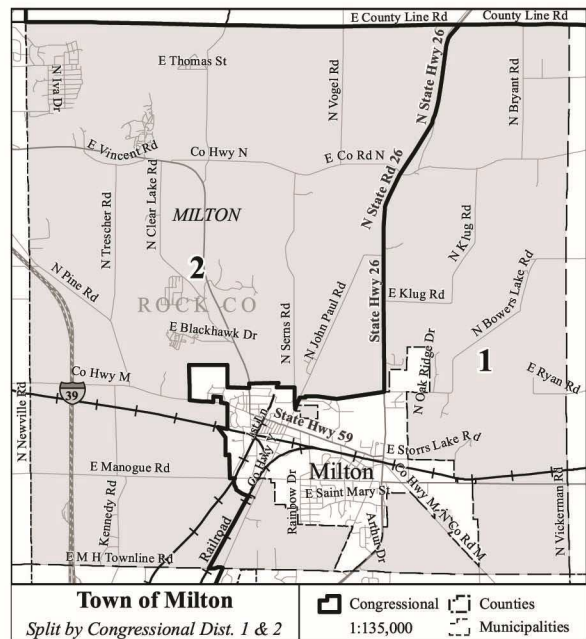 E County Line Rd
County Line Rd
N State Hwy 26
N Iva Dr
E Thomas St
N Vogel Rd
N Bryant Rd
E Vincent Rd
Co Hwy N
E Co Rd N
N State Rd 26
N Trescher Rd
N Clear Lake Rd
MILTON
N Klug Rd
2
N Pine Rd
ROCK CO
N Serns Rd
N John Paul Rd
State Hwy 26
E Klug Rd
N Bowers Lake Rd
E Blackhawk Dr
N Oak Ridge Dr
1
Co Hwy M
39
E Ryan Rd
N Newville Rd
State Hwy 59
E Storrs Lake Rd
E Manogue Rd
Milton
Co Hwy M
N Co Rd M
Kennedy Rd
Rainbow Dr
E Saint Mary St
N Vickerman Rd
Railroad
Arthur Dr
E M H Townline Rd
Town of Milton
Split by Congressional Dist. 1 & 2
Congressional
Counties
1:135,000
Municipalities